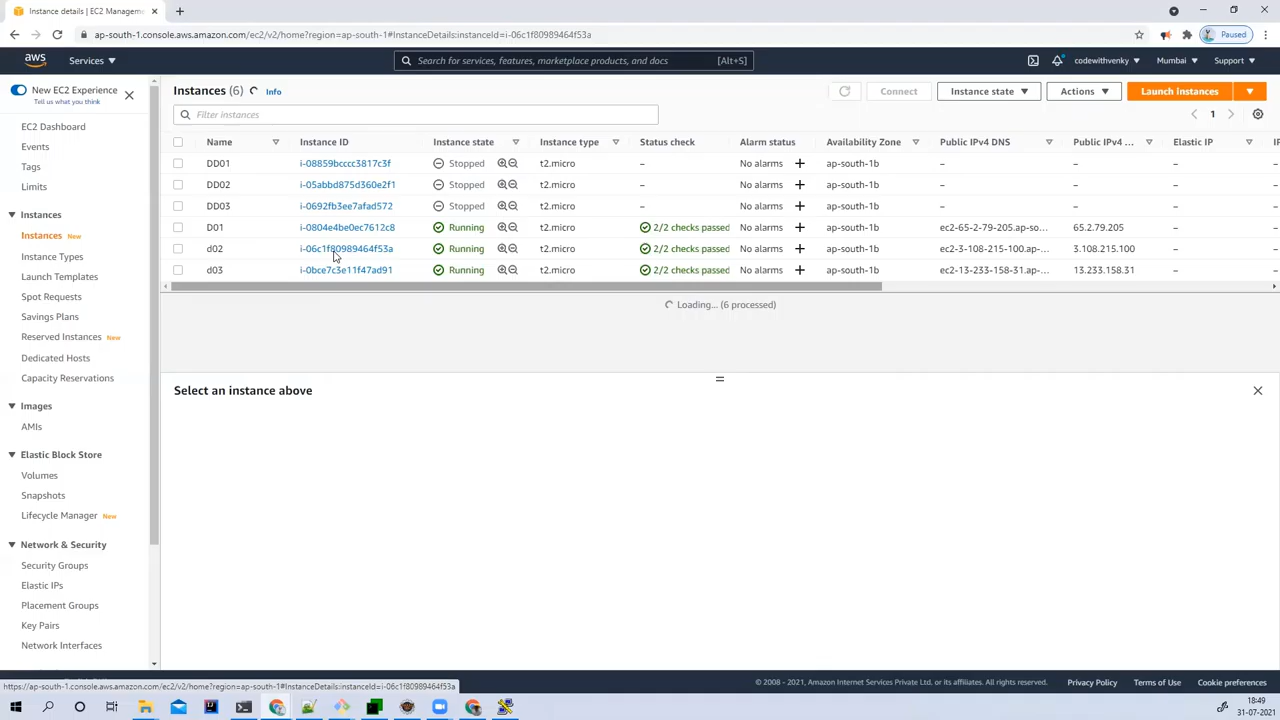 Instance details | EC2 Managem
ap-south-1.console.aws.amazon.com/ec2/v2/home?region=ap-south-1#InstanceDetails:instanceId=i-06c1f80989464f53a
Paused
aws
Services
Search for services, features, marketplace products, and docs
[Alt+S]
codewithvenky
Mumbai
Support
New EC2 Experience
Tell us what you think
EC2 Dashboard
Events
Tags
Limits
Instances
Instances New
Instance Types
Launch Templates
Spot Requests
Savings Plans
Reserved Instances New
Dedicated Hosts
Capacity Reservations
Images
AMIs
Elastic Block Store
Volumes
Snapshots
Lifecycle Manager New
Network & Security
Security Groups
Elastic IPs
Placement Groups
Key Pairs
Network Interfaces
Instances (6) Info
Connect
Instance state
Actions
Launch instances
Filter instances
1
Name Instance ID Instance state Instance type Status check Alarm status Availability Zone Public IPv4 DNS Public IPv4 ... Elastic IP
DD01 i-08859bcccc3817c3f Stopped t2.micro – No alarms + ap-south-1b – – –
DD02 i-05abbd875d360e2f1 Stopped t2.micro – No alarms + ap-south-1b – – –
DD03 i-0692fb3ee7afad572 Stopped t2.micro – No alarms + ap-south-1b – – –
D01 i-0804e4be0ec7612c8 Running t2.micro 2/2 checks passed No alarms + ap-south-1b ec2-65-2-79-205.ap-so... 65.2.79.205 –
d02 i-06c1f80989464f53a Running t2.micro 2/2 checks passed No alarms + ap-south-1b ec2-3-108-215-100.ap-... 3.108.215.100 –
d03 i-0bce7c3e11f47ad91 Running t2.micro 2/2 checks passed No alarms + ap-south-1b ec2-13-233-158-31.ap-... 13.233.158.31 –
Loading... (6 processed)
Select an instance above
https://ap-south-1.console.aws.amazon.com/ec2/v2/home?region=ap-south-1#InstanceDetails:instanceId=i-06c1f80989464f53a
© 2008 - 2021, Amazon Internet Services Private Ltd. or its affiliates. All rights reserved.
Privacy Policy
Terms of Use
Cookie preferences
18:49
31-07-2021